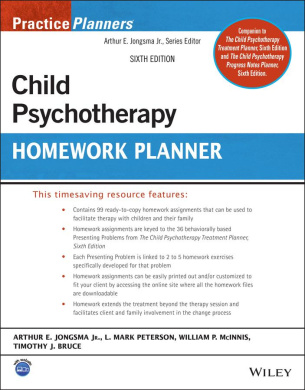 PracticePlanners
Arthur E. Jongsma Jr., Series Editor
Companion to
The Child Psychotherapy
Treatment Planner, Sixth Edition
and The Child Psychotherapy
Progress Notes Planner,
Sixth Edition.
SIXTH EDITION
Child
Psychotherapy
HOMEWORK PLANNER
This timesaving resource features:
• Contains 99 ready-to-copy homework assignments that can be used to
facilitate therapy with children and their family
• Homework assignments are keyed to the 36 behaviorally based
Presenting Problems from The Child Psychotherapy Treatment Planner,
Sixth Edition
• Each Presenting Problem is linked to 2 to 5 homework exercises
specifically developed for that problem
• Homework assignments can be easily printed out and/or customized to
fit your client by accessing the online site where all the homework files
are downloadable
• Homework extends the treatment beyond the therapy session and
facilitates client and family involvement in the change process
ARTHUR E. JONGSMA Jr., L. MARK PETERSON, WILLIAM P. McINNIS,
TIMOTHY J. BRUCE
WILEY